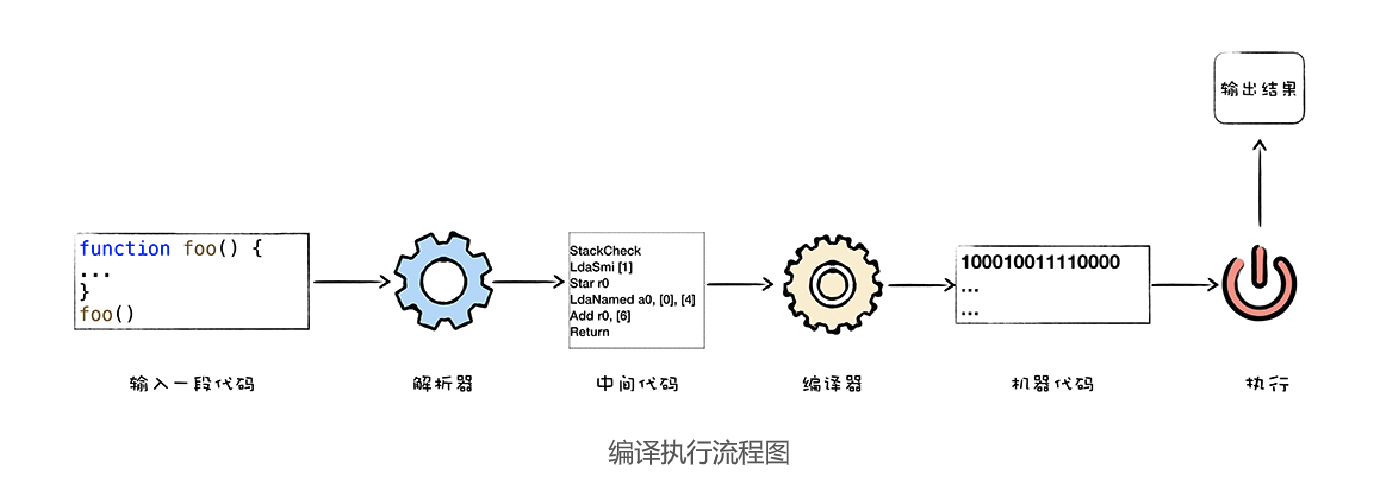 输出结果
function foo() {
...
}
foo()
StackCheck
LdaSmi [1]
Star r0
LdaNamed a0, [0], [4]
Add r0, [6]
Return
100010011110000
...
...
输入一段代码
解析器
中间代码
编译器
机器代码
执行
编译执行流程图